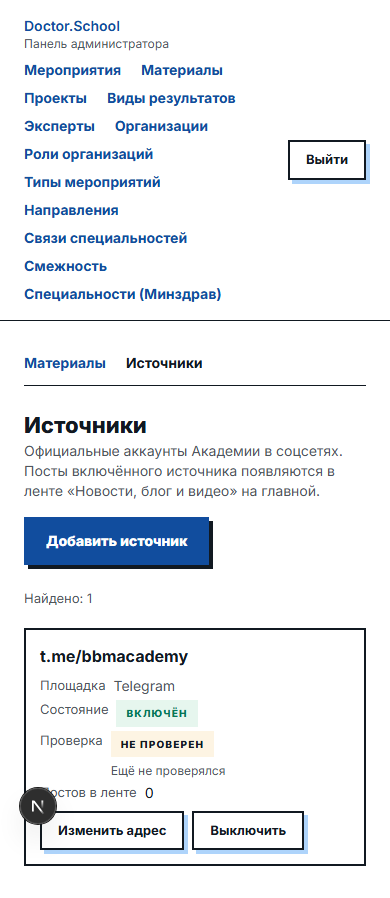 Doctor.School
Панель администратора
Мероприятия Материалы
Проекты Виды результатов
Эксперты Организации
Роли организаций
Выйти
Типы мероприятий
Направления
Связи специальностей
Смежность
Специальности (Минздрав)
Материалы Источники
Источники
Официальные аккаунты Академии в соцсетях.
Посты включённого источника появляются в
ленте «Новости, блог и видео» на главной.
Добавить источник
Найдено: 1
t.me/bbmacademy
Площадка Telegram
Состояние ВКЛЮЧЁН
Проверка НЕ ПРОВЕРЕН
Ещё не проверялся
Постов в ленте 0
N
Изменить адрес Выключить